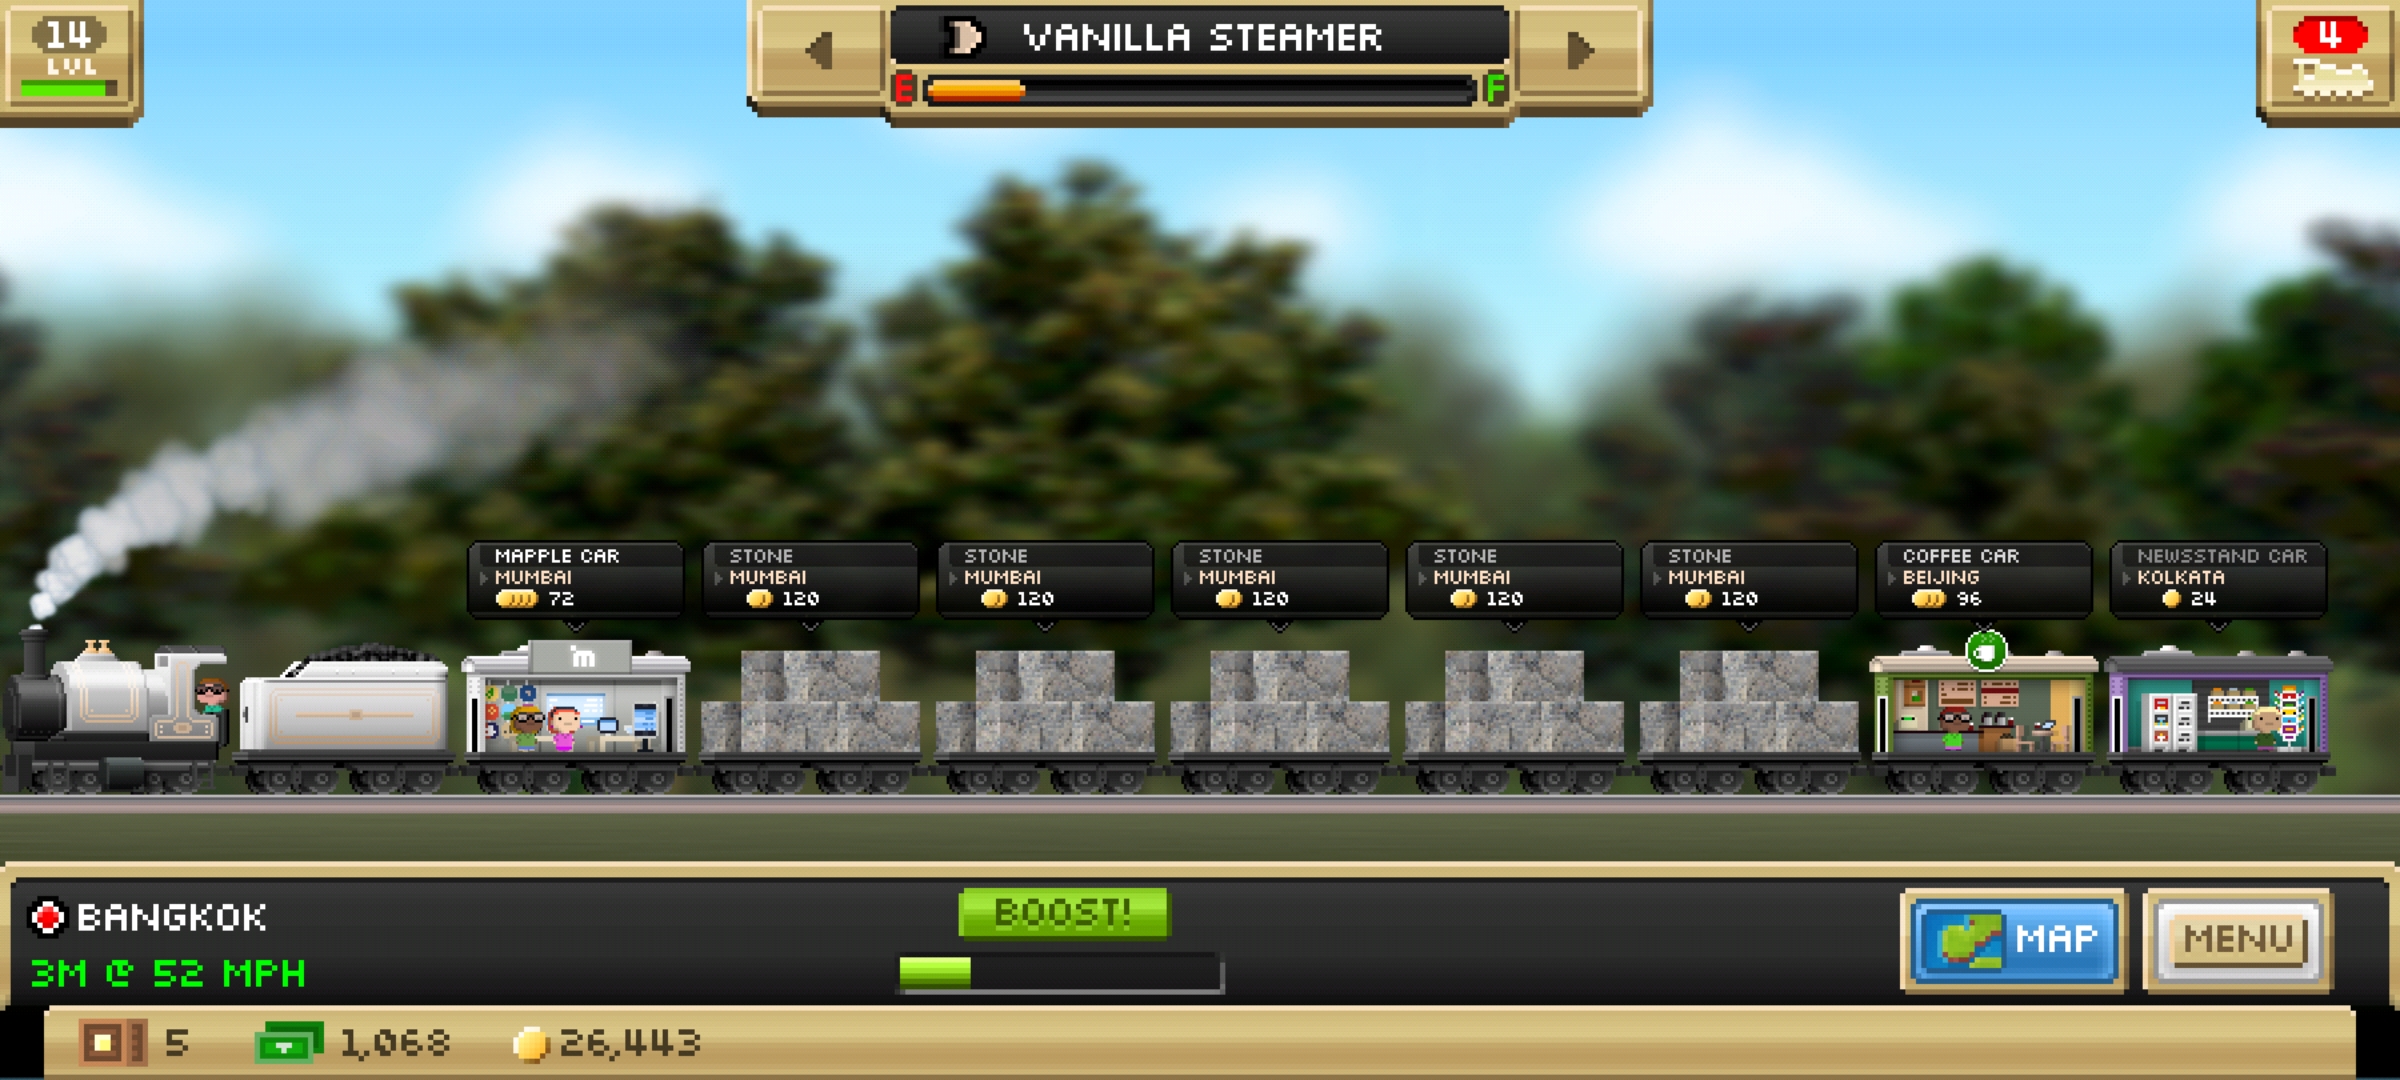 14
LVL
VANILLA STEAMER
E F
4
MAPPLE CAR
MUMBAI
72
STONE
MUMBAI
120
STONE
MUMBAI
120
STONE
MUMBAI
120
STONE
MUMBAI
120
STONE
MUMBAI
120
COFFEE CAR
BEIJING
96
NEWSSTAND CAR
KOLKATA
24
m
BANGKOK
3M @ 52 MPH
BOOST!
MAP
MENU
5
1,068
26,443